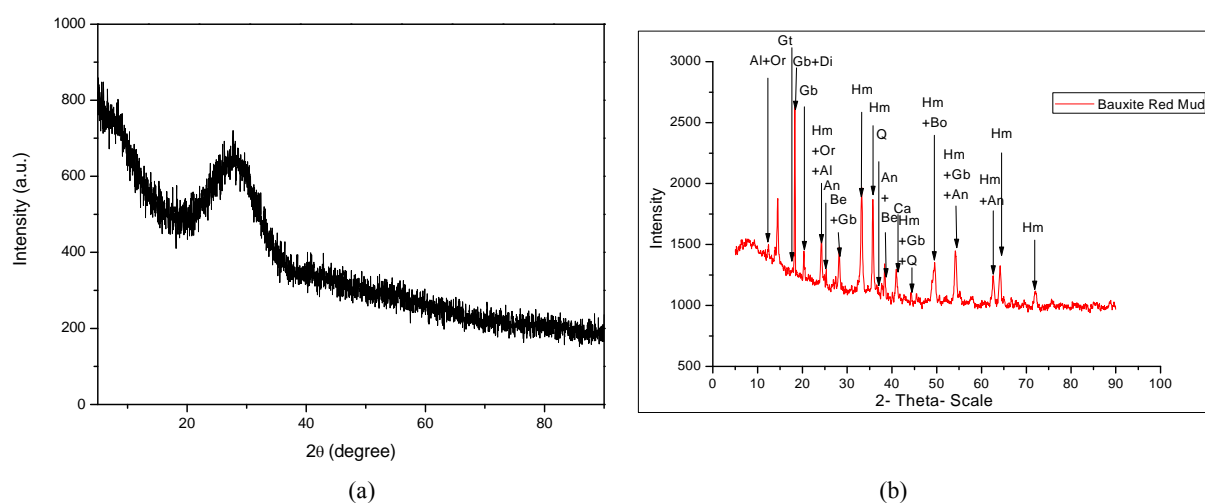 1000
800
600
400
200
0
Intensity (a.u.)
20
40
60
80
2θ (degree)
(a)
3000
2500
2000
1500
1000
500
Intensity
0
10
20
30
40
50
60
70
80
90
100
2- Theta- Scale
Bauxite Red Mud
Al+Or
Gt
Gb+Di
Gb
Hm
+Or
+Al
An
Be
+Gb
Hm
Hm
Q
An
+
Be
Ca
Hm
+Gb
+Q
Hm
+Bo
Hm
+Gb
+An
Hm
+An
Hm
Hm
(b)